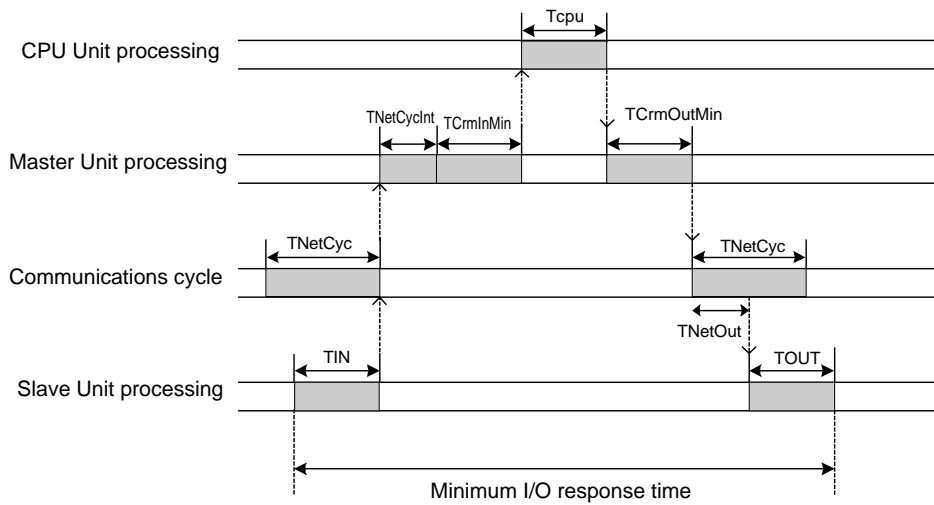 Tcpu
CPU Unit processing
TNetCycInt
TCrmInMin
TCrmOutMin
Master Unit processing
TNetCyc
TNetCyc
Communications cycle
TNetOut
TIN
TOUT
Slave Unit processing
Minimum I/O response time